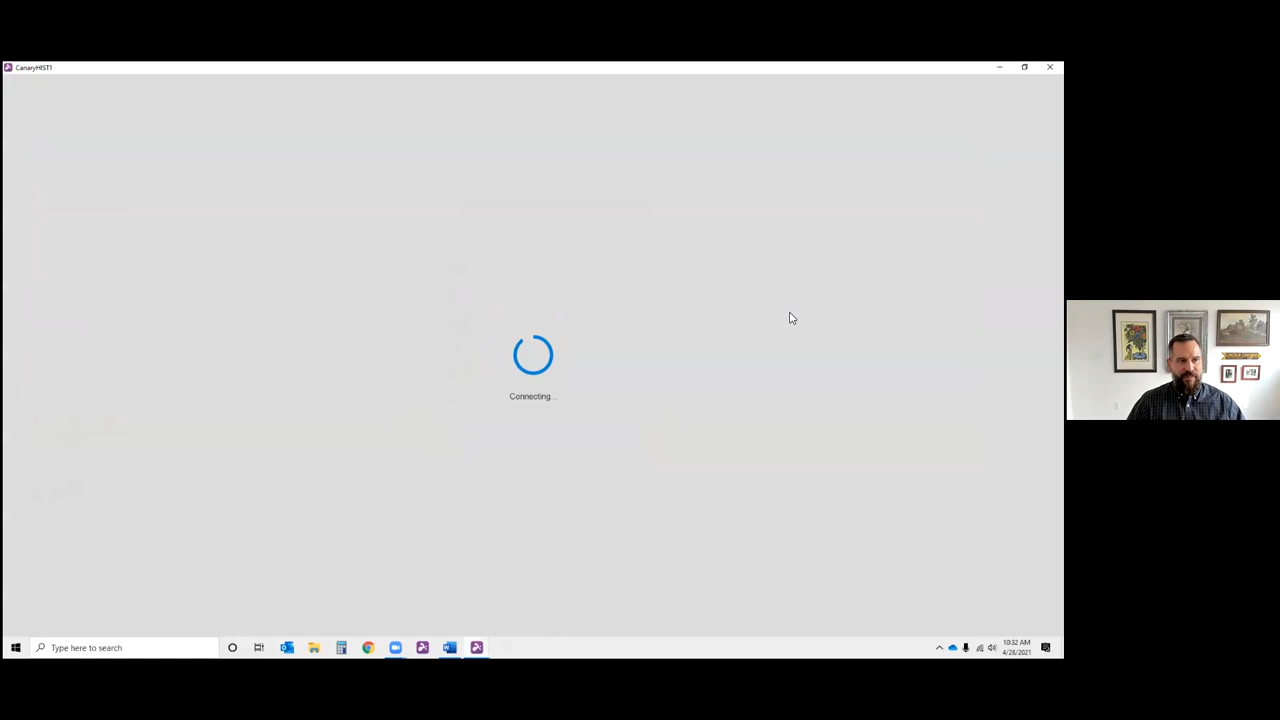 CanaryHIST1
Connecting...
Type here to search
10:32 AM
4/28/2021